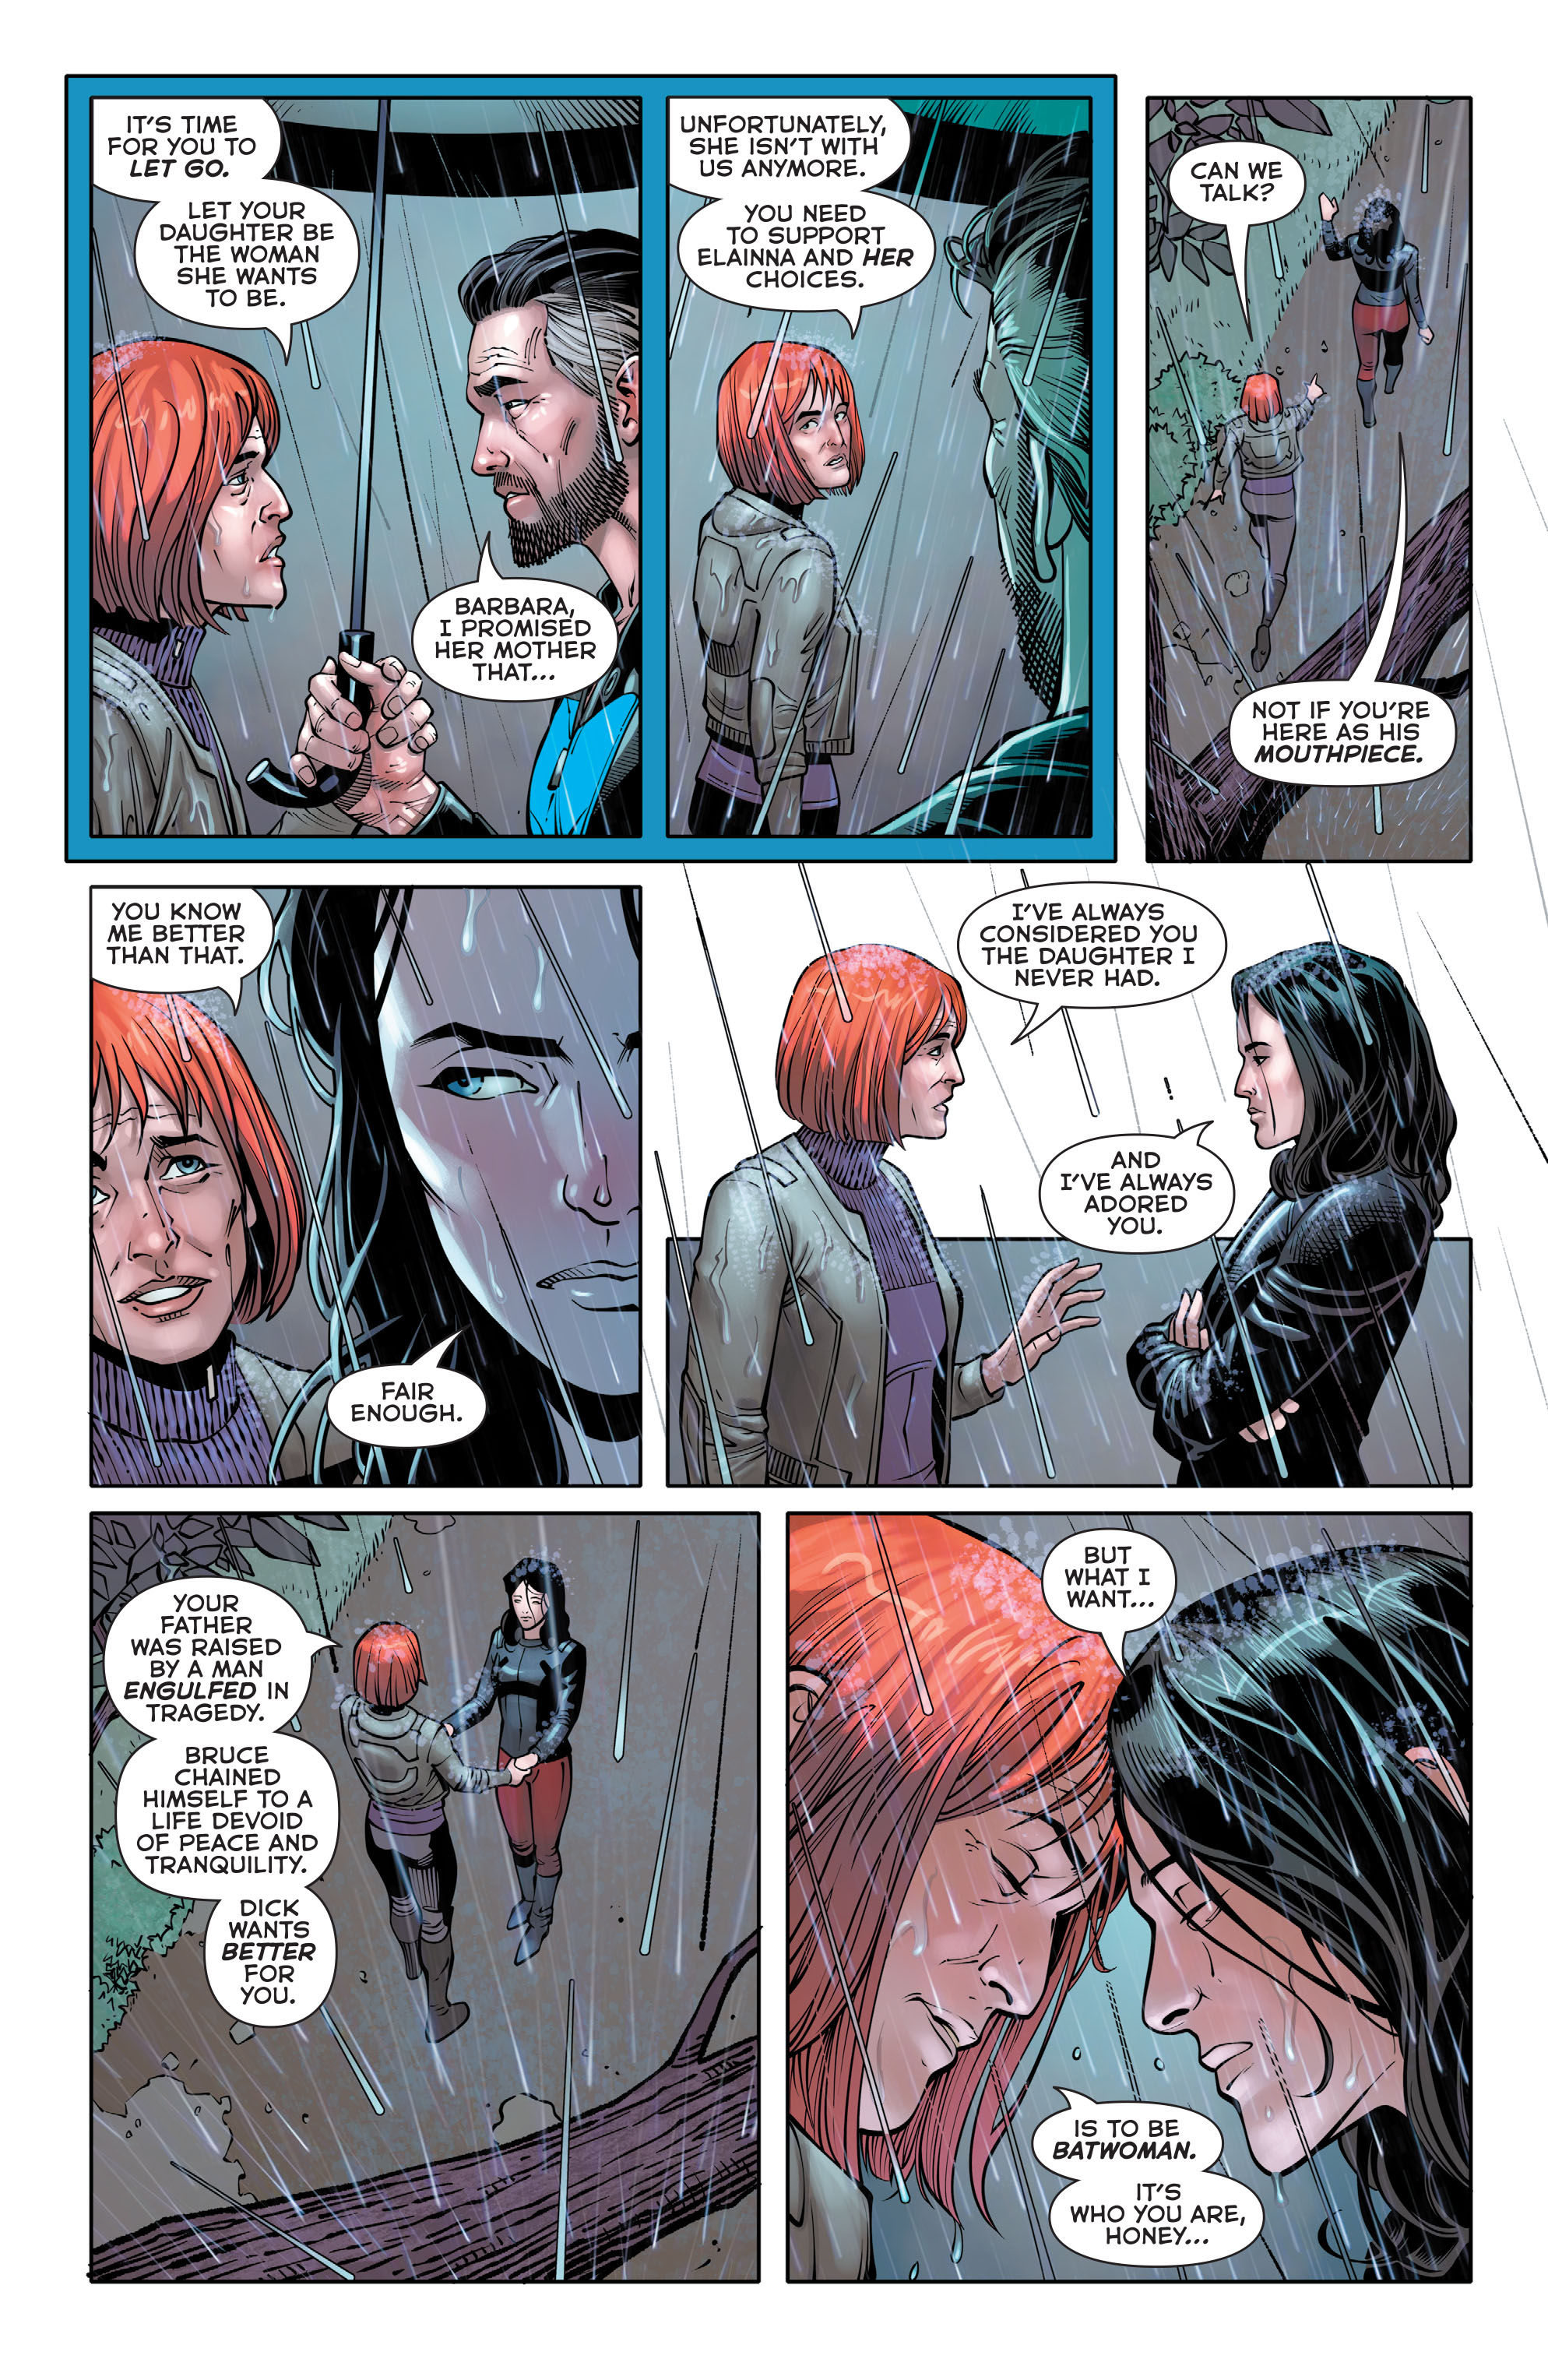 IT'S TIME
FOR YOU TO
LET GO.
LET YOUR
DAUGHTER BE
THE WOMAN
SHE WANTS
TO BE.
BARBARA,
I PROMISED
HER MOTHER
THAT...
UNFORTUNATELY,
SHE ISN'T WITH
US ANYMORE.
YOU NEED
TO SUPPORT
ELAINNA AND HER
CHOICES.
CAN WE
TALK?
NOT IF YOU'RE
HERE AS HIS
MOUTHPIECE.
YOU KNOW
ME BETTER
THAN THAT.
FAIR
ENOUGH.
I'VE ALWAYS
CONSIDERED YOU
THE DAUGHTER I
NEVER HAD.
AND
I'VE ALWAYS
ADORED
YOU.
YOUR
FATHER
WAS RAISED
BY A MAN
ENGULFED IN
TRAGEDY.
BRUCE
CHAINED
HIMSELF TO A
LIFE DEVOID
OF PEACE AND
TRANQUILITY.
DICK
WANTS
BETTER
FOR
YOU.
BUT
WHAT I
WANT...
IS TO BE
BATWOMAN.
IT'S
WHO YOU ARE,
HONEY...